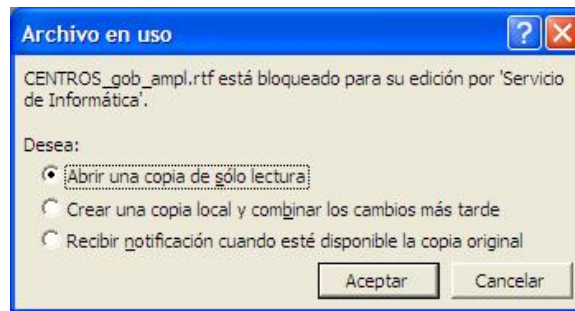 Archivo en uso
CENTROS_gob_ampl.rtf está bloqueado para su edición por 'Servicio
de Informática'.
Desea:
Abrir una copia de sólo lectura
Crear una copia local y combinar los cambios más tarde
Recibir notificación cuando esté disponible la copia original
Aceptar
Cancelar